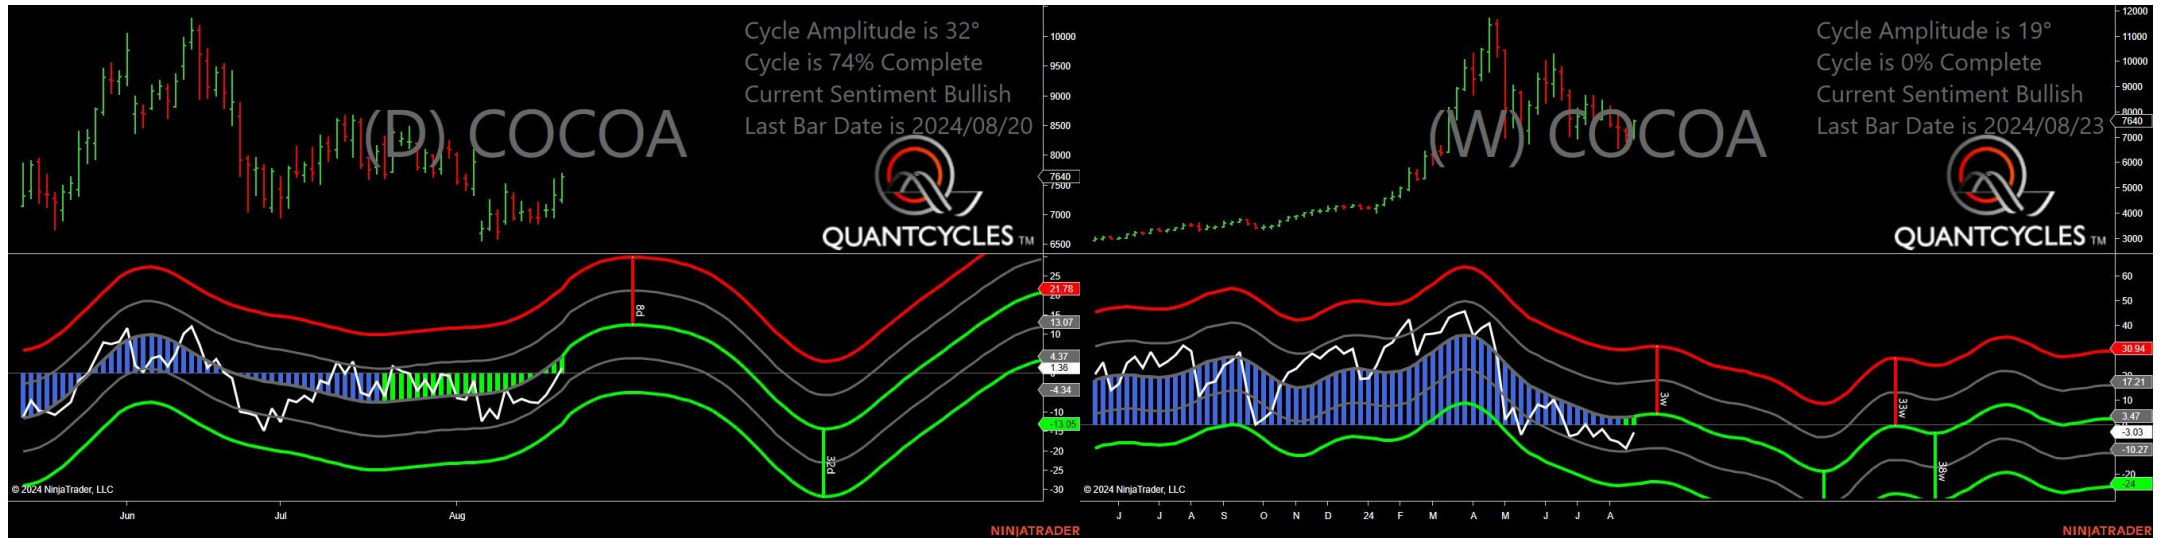 Cycle Amplitude is 32°
Cycle is 74% Complete
Current Sentiment Bullish
Last Bar Date is 2024/08/20
(D) COCOA
QUANTCYCLES TM
10000
9500
9000
8500
8000
7640
7500
7000
6500
25
21.78
20
13.07
10
4.37
1.36
-4.34
-10
-13.05
-15
-20
-25
-30
8d
32d
© 2024 NinjaTrader, LLC
Jun Jul Aug
NINJATRADER
Cycle Amplitude is 19°
Cycle is 0% Complete
Current Sentiment Bullish
Last Bar Date is 2024/08/23
(W) COCOA
QUANTCYCLES TM
12000
11000
10000
9000
8000
7640
7000
6000
5000
4000
3000
60
50
40
30.94
20
17.21
10
3.47
-3.03
-10.27
-20
-24
3w
33w
38w
© 2024 NinjaTrader, LLC
J J A S O N D 24 F M A M J J A
NINJATRADER